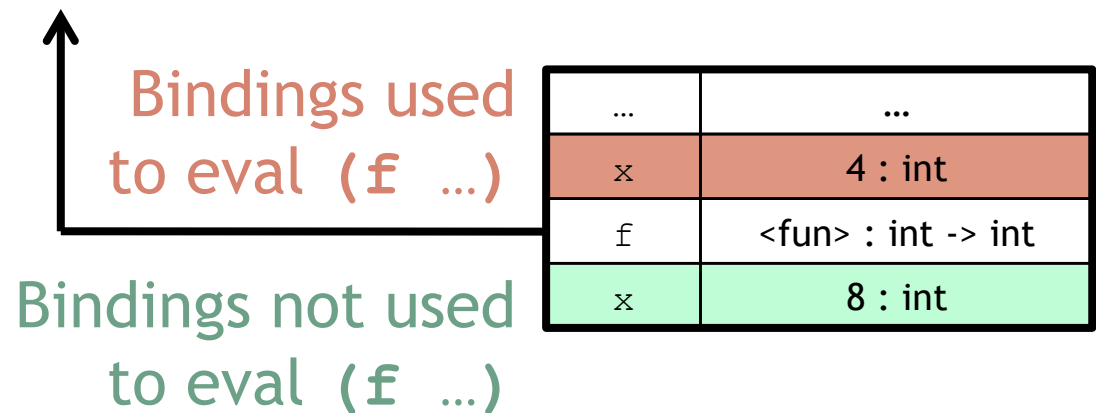 Bindings used
to eval (f …)
Bindings not used
to eval (f …)
… …
x 4 : int
f <fun> : int -> int
x 8 : int